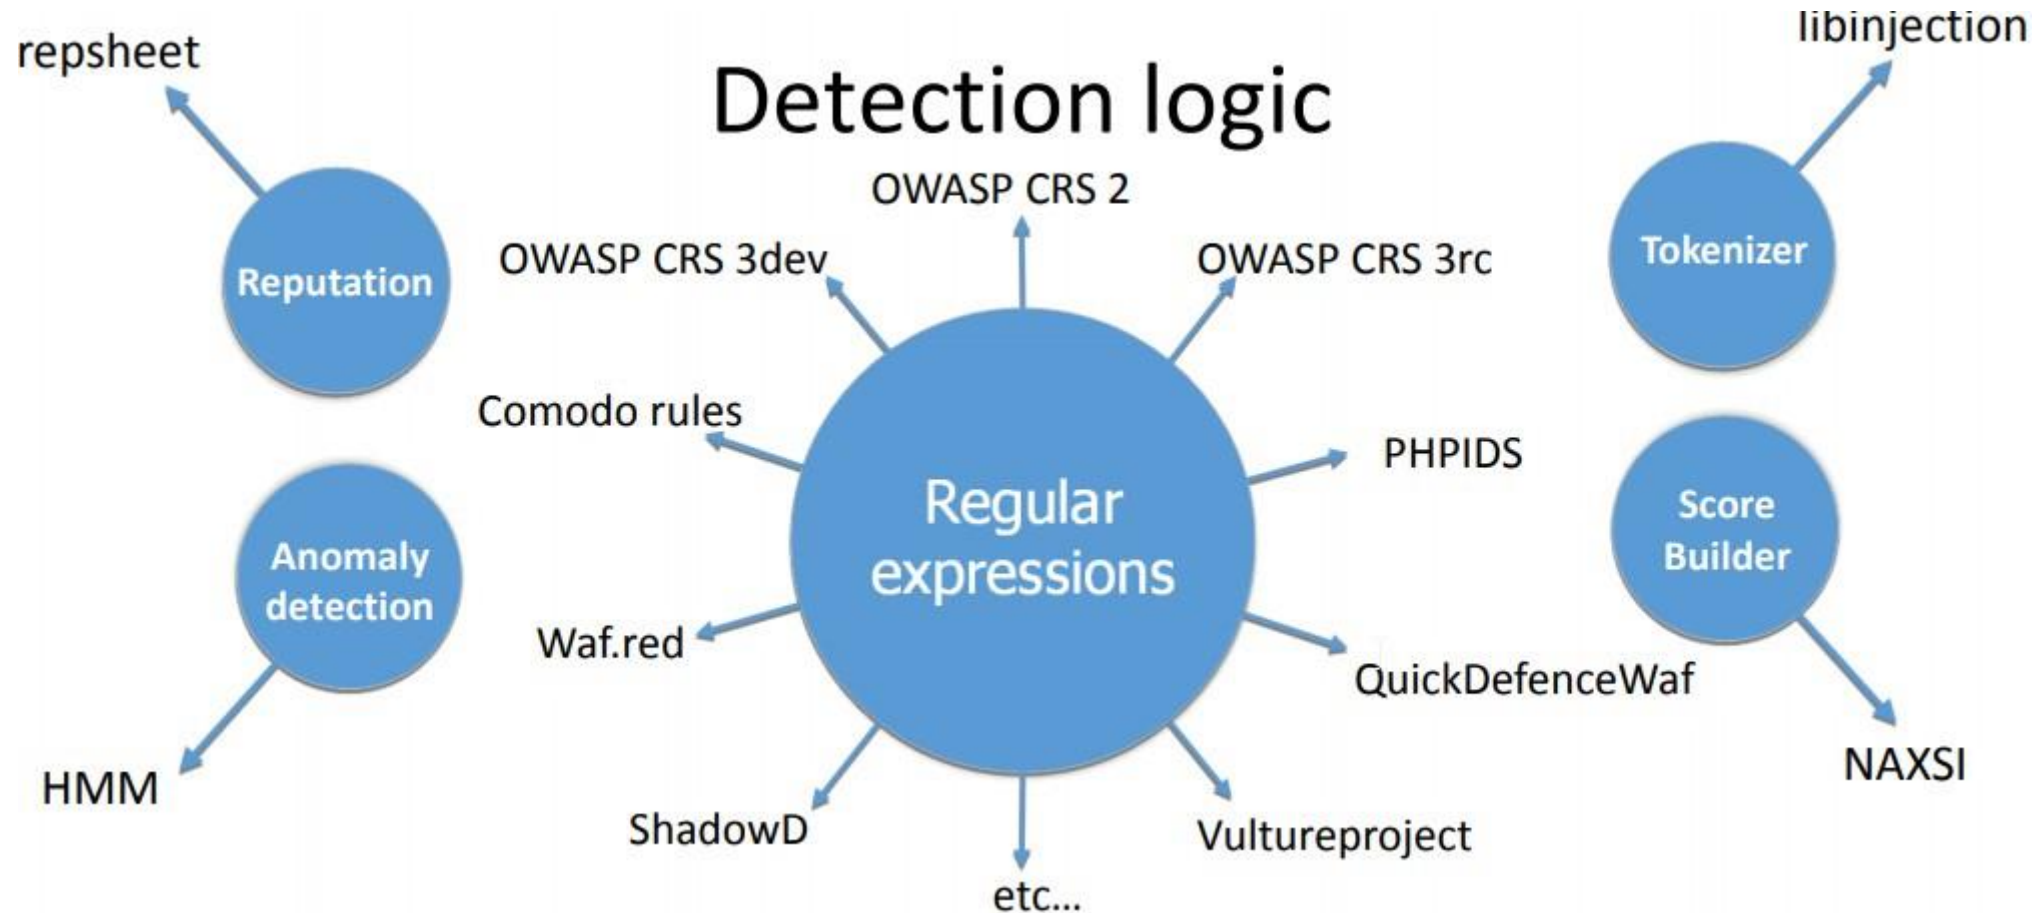 repsheet
libinjection
Detection logic
OWASP CRS 2
OWASP CRS 3dev
OWASP CRS 3rc
Reputation
Tokenizer
Comodo rules
PHPIDS
Regular
expressions
Anomaly
detection
Score
Builder
Waf.red
QuickDefenceWaf
HMM
NAXSI
ShadowD
Vultureproject
etc...